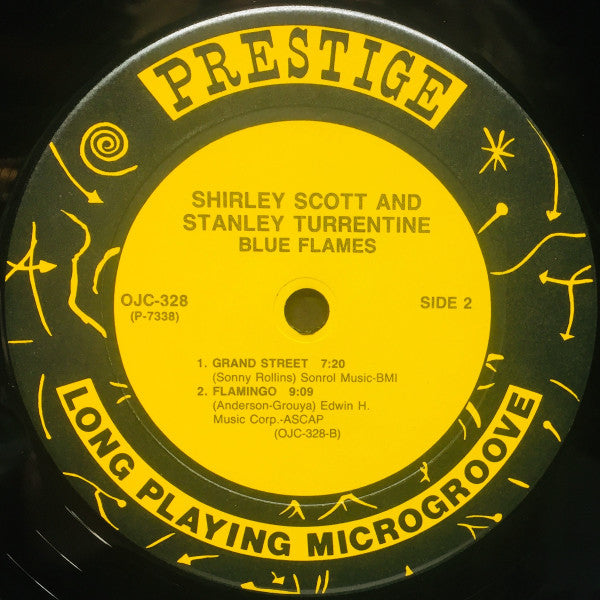 PRESTIGE
SHIRLEY SCOTT AND
STANLEY TURRENTINE
BLUE FLAMES
OJC-328
(P-7338)
SIDE 2
1. GRAND STREET 7:20
(Sonny Rollins) Sonrol Music-BMI
2. FLAMINGO 9:09
(Anderson-Grouya) Edwin H.
Music Corp.-ASCAP
(OJC-328-B)
LONG PLAYING MICROGROOVE